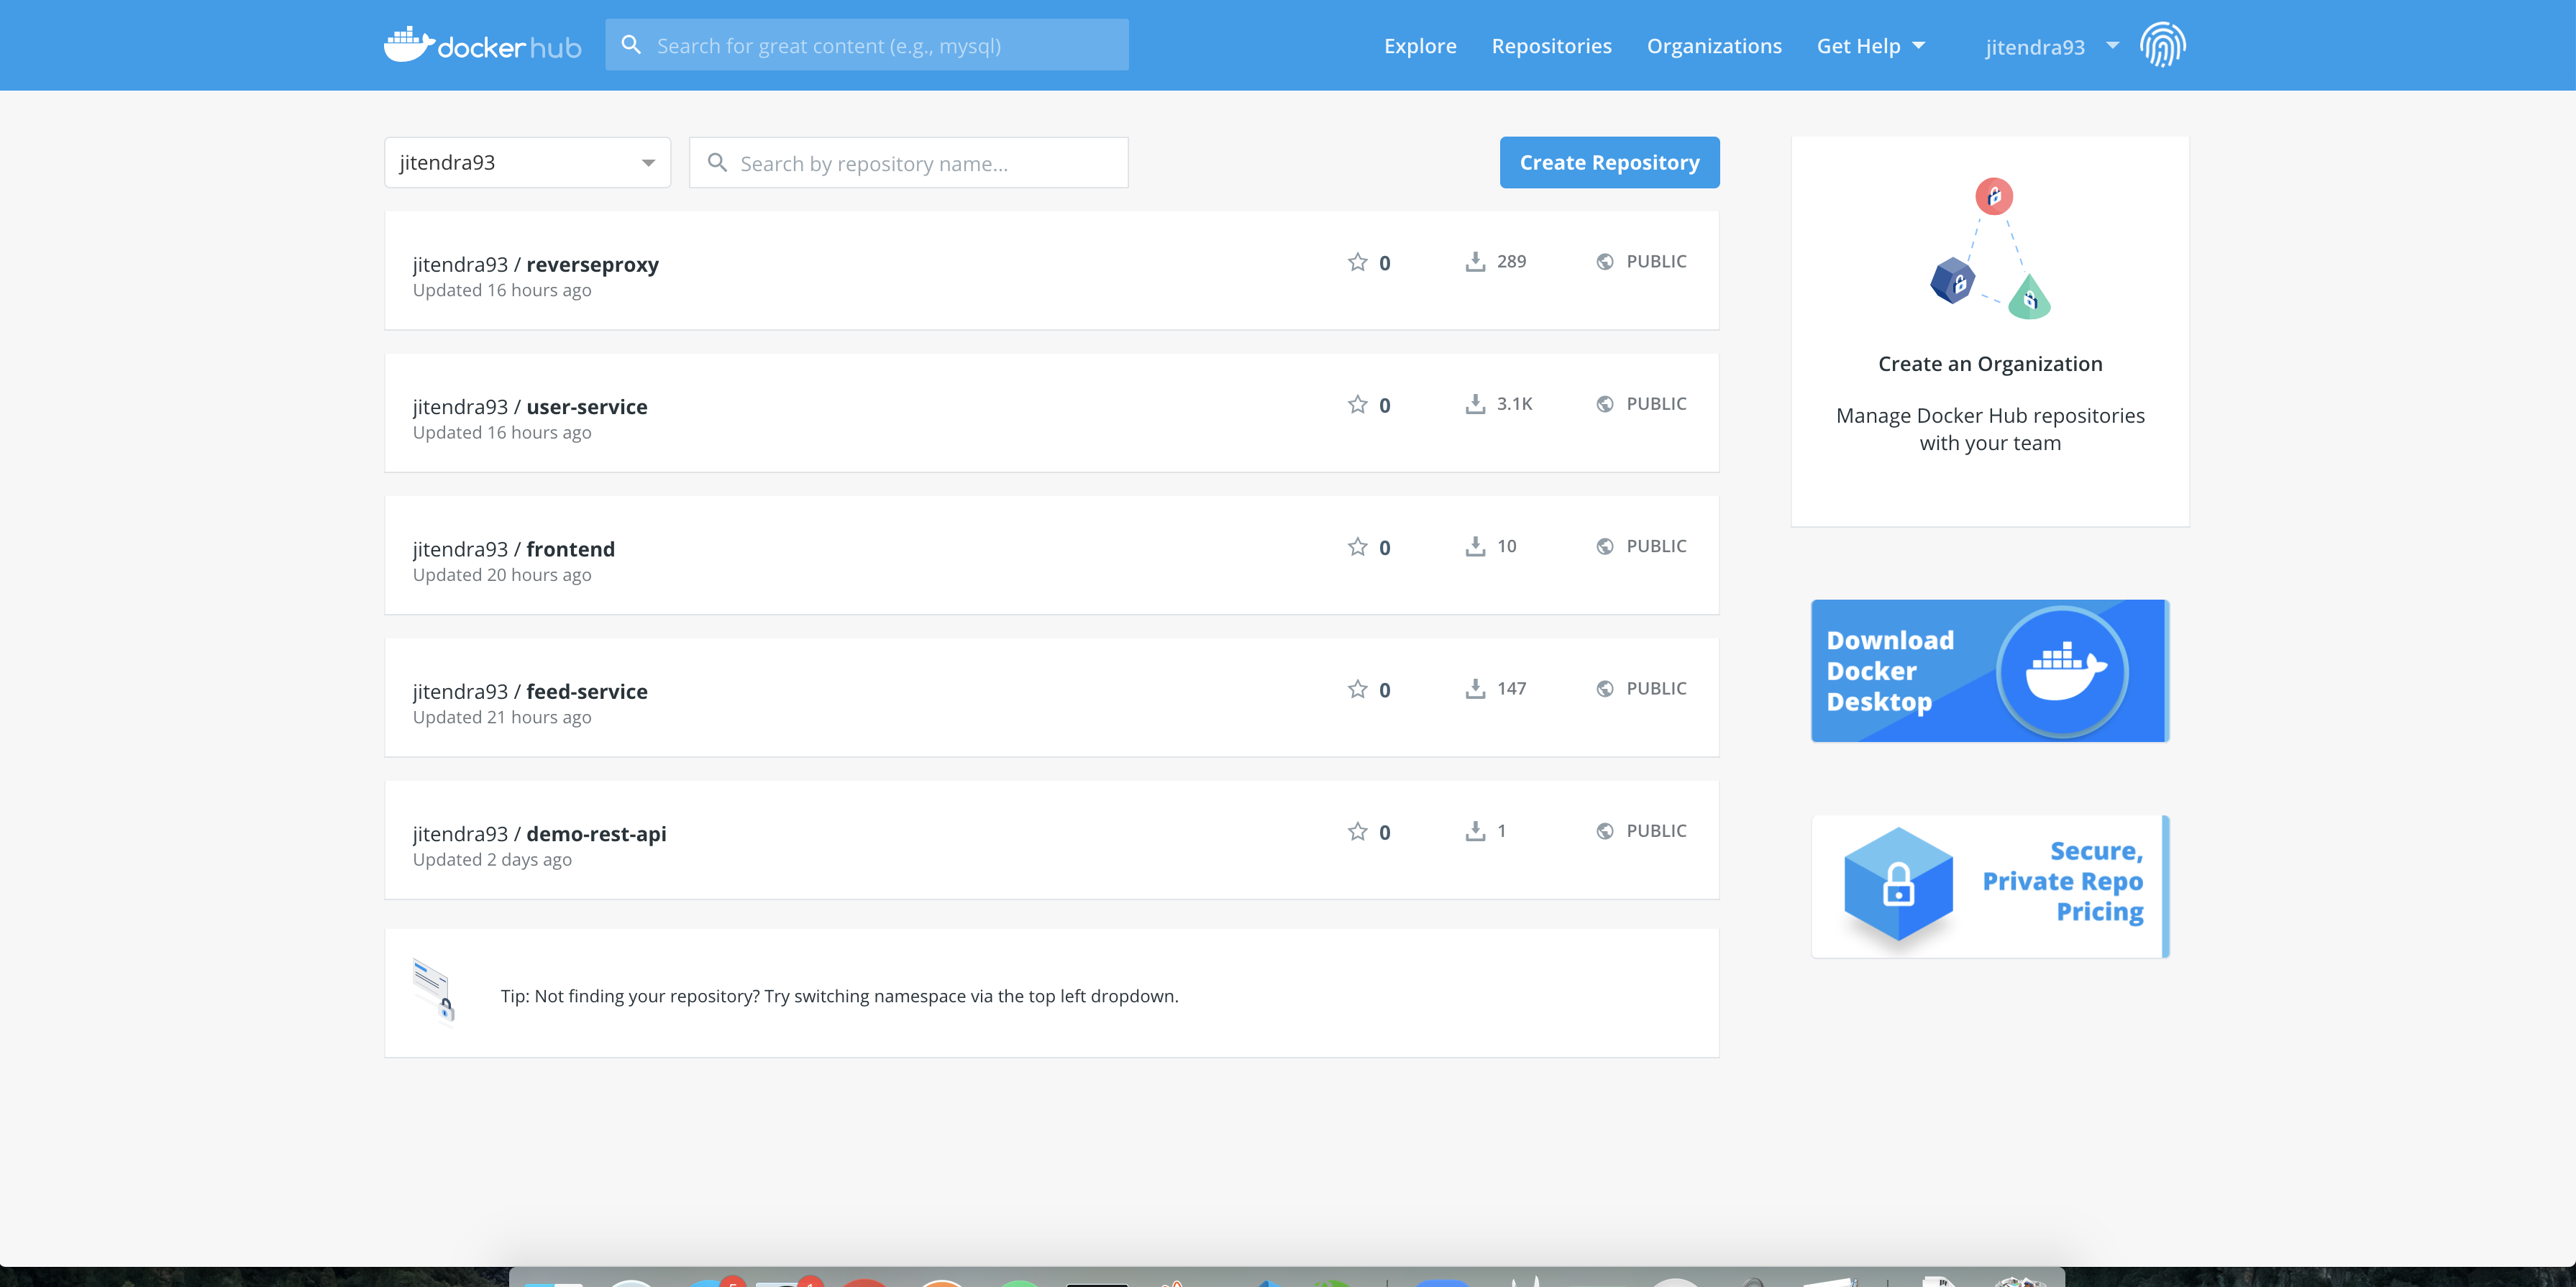 docker hub
Search for great content (e.g., mysql)
Explore
Repositories
Organizations
Get Help
jitendra93
jitendra93
Search by repository name...
Create Repository
jitendra93 / reverseproxy
Updated 16 hours ago
0
289
PUBLIC
jitendra93 / user-service
Updated 16 hours ago
0
3.1K
PUBLIC
jitendra93 / frontend
Updated 20 hours ago
0
10
PUBLIC
jitendra93 / feed-service
Updated 21 hours ago
0
147
PUBLIC
jitendra93 / demo-rest-api
Updated 2 days ago
0
1
PUBLIC
Tip: Not finding your repository? Try switching namespace via the top left dropdown.
Create an Organization
Manage Docker Hub repositories
with your team
Download
Docker
Desktop
Secure,
Private Repo
Pricing